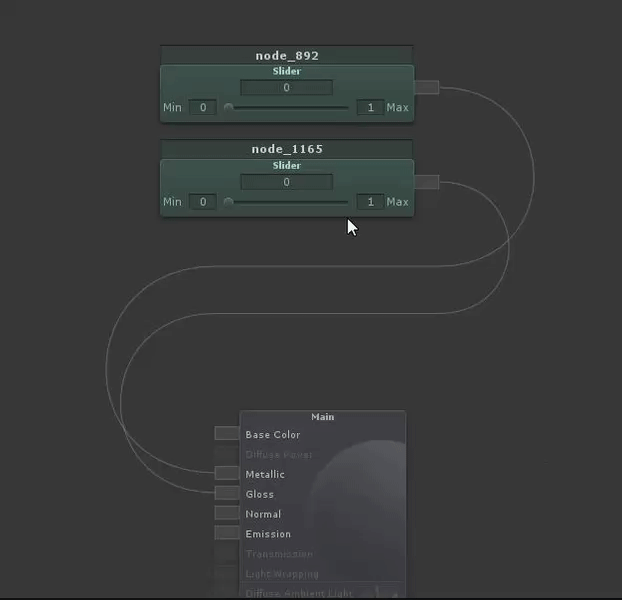 node_892
Slider
0
Min 0 1 Max
node_1165
Slider
0
Min 0 1 Max
Main
Base Color
Diffuse Power
Metallic
Gloss
Normal
Emission
Transmission
Light Wrapping
Diffuse Ambient Light